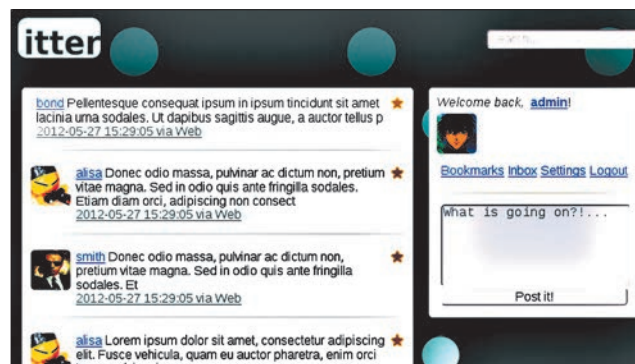 itter
bond Pellentesque consequat ipsum in ipsum tincidunt sit amet
lacinia urna sodales. Ut dapibus sagittis augue, a auctor tellus p
2012-05-27 15:29:05 via Web
alisa Donec odio massa, pulvinar ac dictum non, pretium
vitae magna. Sed in odio quis ante fringilla sodales.
Etiam diam orci, adipiscing non consect
2012-05-27 15:29:05 via Web
smith Donec odio massa, pulvinar ac dictum non,
pretium vitae magna. Sed in odio quis ante fringilla
sodales. Et
2012-05-27 15:29:05 via Web
alisa Lorem ipsum dolor sit amet, consectetur adipiscing
elit. Fusce vehicula, quam eu auctor pharetra, enim orci
Welcome back, admin!
Bookmarks Inbox Settings Logout
What is going on?!...
Post it!